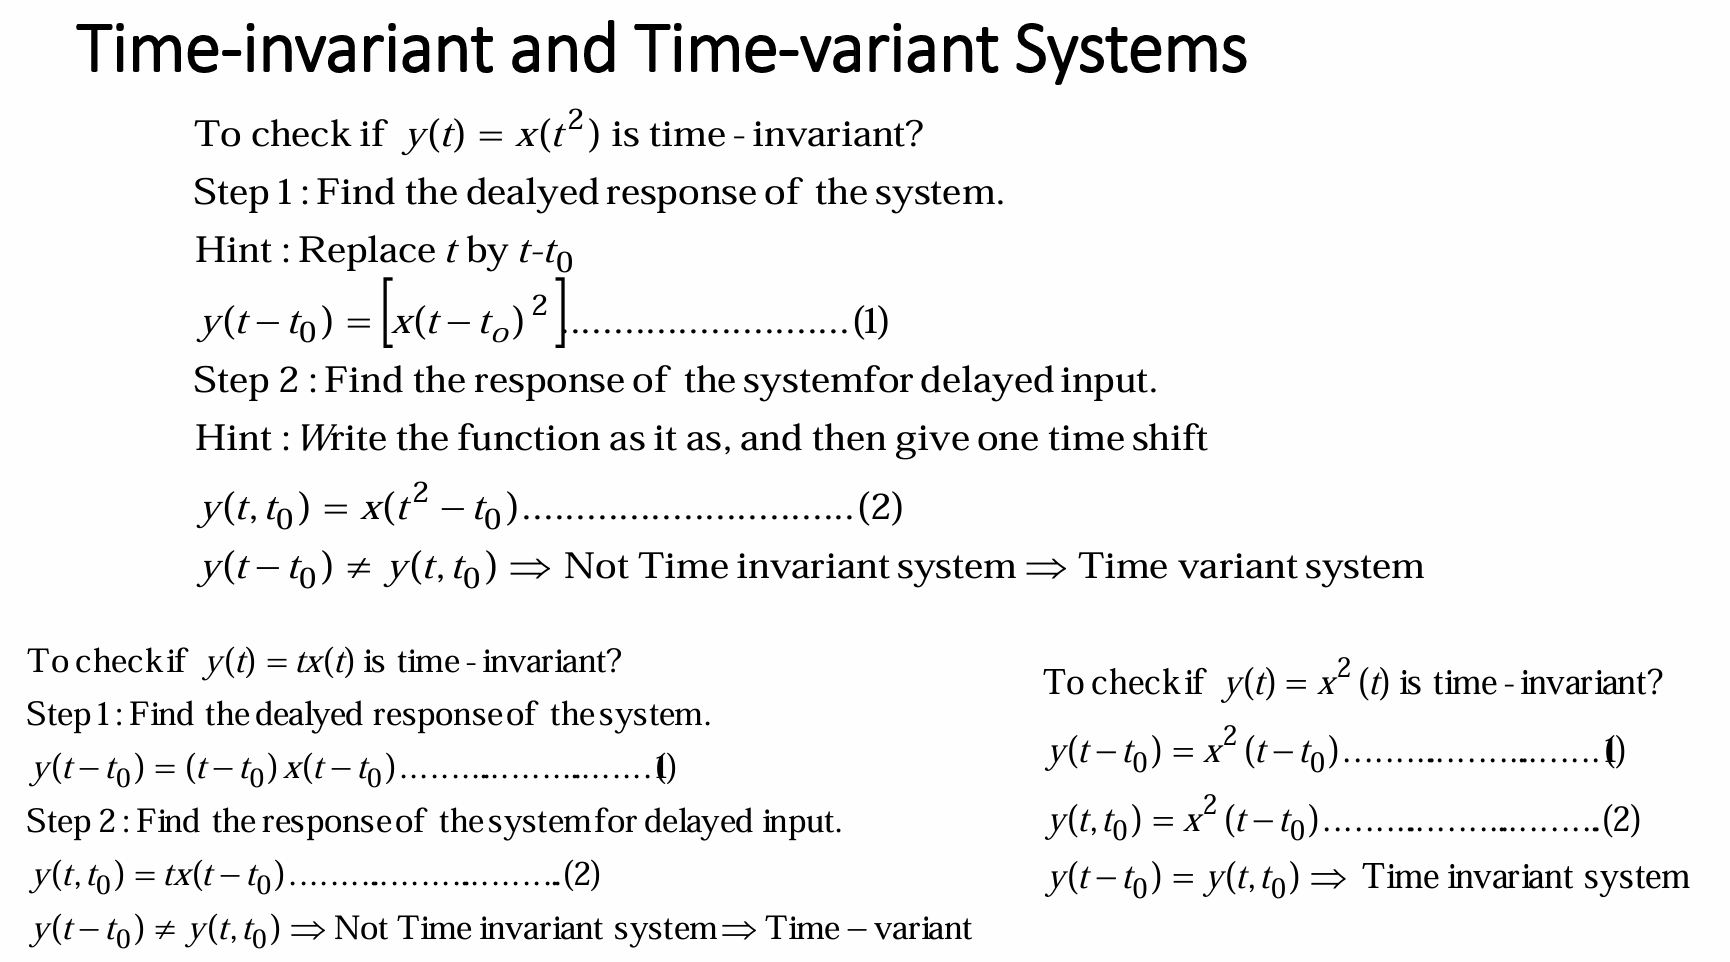 Time-invariant and Time-variant Systems
To check if y(t) = x(t²) is time - invariant?
Step 1 : Find the dealyed response of the system.
Hint : Replace t by t-t₀
y(t − t₀) = [x(t − tₒ)²]..........................(1)
Step 2 : Find the response of the systemfor delayed input.
Hint : Write the function as it as, and then give one time shift
y(t, t₀) = x(t² − t₀)...............................(2)
y(t − t₀) ≠ y(t, t₀) ⇒ Not Time invariant system ⇒ Time variant system
To check if y(t) = tx(t) is time - invariant?
Step 1 : Find the dealyed response of the system.
y(t − t₀) = (t − t₀)x(t − t₀)..........................(1)
Step 2 : Find the response of the system for delayed input.
y(t, t₀) = tx(t − t₀)............................(2)
y(t − t₀) ≠ y(t, t₀) ⇒ Not Time invariant system ⇒ Time − variant
To check if y(t) = x²(t) is time - invariant?
y(t − t₀) = x²(t − t₀)..........................(1)
y(t, t₀) = x²(t − t₀)............................(2)
y(t − t₀) = y(t, t₀) ⇒ Time invariant system